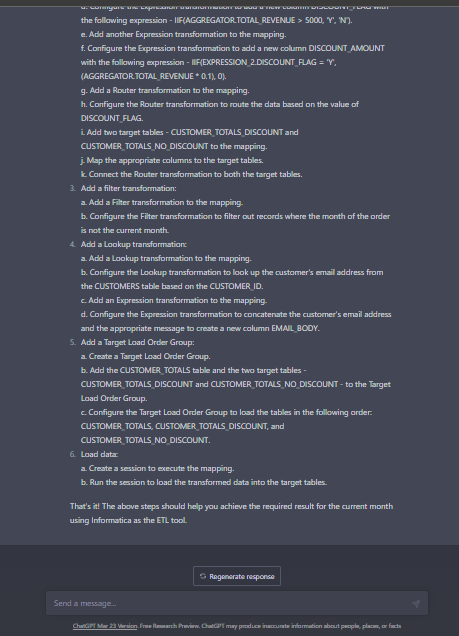 the following expression - IIF(AGGREGATOR.TOTAL_REVENUE > 5000, 'Y', 'N').
e. Add another Expression transformation to the mapping.
f. Configure the Expression transformation to add a new column DISCOUNT_AMOUNT
with the following expression - IIF(EXPRESSION_2.DISCOUNT_FLAG = 'Y',
(AGGREGATOR.TOTAL_REVENUE * 0.1), 0).
g. Add a Router transformation to the mapping.
h. Configure the Router transformation to route the data based on the value of
DISCOUNT_FLAG.
i. Add two target tables - CUSTOMER_TOTALS_DISCOUNT and
CUSTOMER_TOTALS_NO_DISCOUNT to the mapping.
j. Map the appropriate columns to the target tables.
k. Connect the Router transformation to both the target tables.
3. Add a filter transformation:
a. Add a Filter transformation to the mapping.
b. Configure the Filter transformation to filter out records where the month of the order
is not the current month.
4. Add a Lookup transformation:
a. Add a Lookup transformation to the mapping.
b. Configure the Lookup transformation to look up the customer's email address from
the CUSTOMERS table based on the CUSTOMER_ID.
c. Add an Expression transformation to the mapping.
d. Configure the Expression transformation to concatenate the customer's email address
and the appropriate message to create a new column EMAIL_BODY.
5. Add a Target Load Order Group:
a. Create a Target Load Order Group.
b. Add the CUSTOMER_TOTALS table and the two target tables -
CUSTOMER_TOTALS_DISCOUNT and CUSTOMER_TOTALS_NO_DISCOUNT - to the Target
Load Order Group.
c. Configure the Target Load Order Group to load the tables in the following order:
CUSTOMER_TOTALS, CUSTOMER_TOTALS_DISCOUNT, and
CUSTOMER_TOTALS_NO_DISCOUNT.
6. Load data:
a. Create a session to execute the mapping.
b. Run the session to load the transformed data into the target tables.
That's it! The above steps should help you achieve the required result for the current month
using Informatica as the ETL tool.
Regenerate response
Send a message...
ChatGPT Mar 23 Version. Free Research Preview. ChatGPT may produce inaccurate information about people, places, or facts